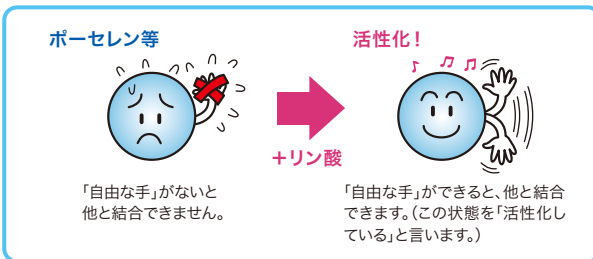 ポーセレン等
活性化！
＋リン酸
「自由な手」がないと
他と結合できません。
「自由な手」ができると、他と結合
できます。（この状態を「活性化し
ている」と言います。）